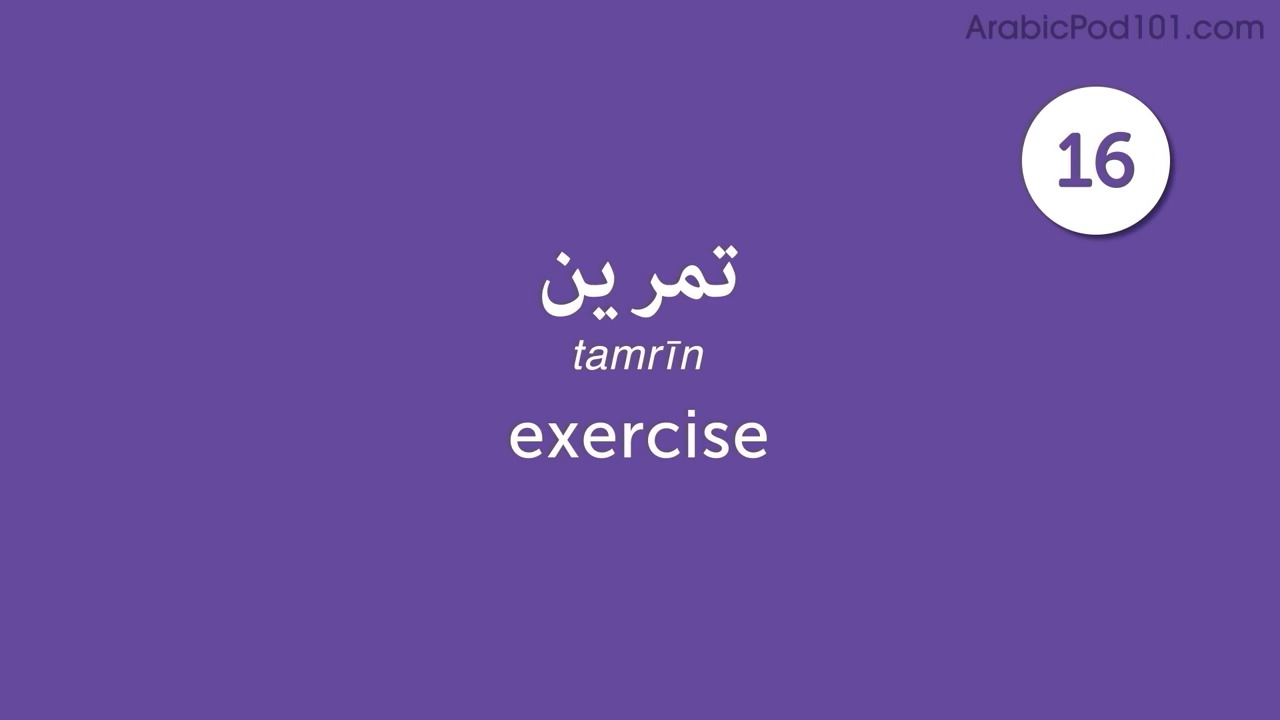 ArabicPod101.com
16
تمرين
tamrīn
exercise